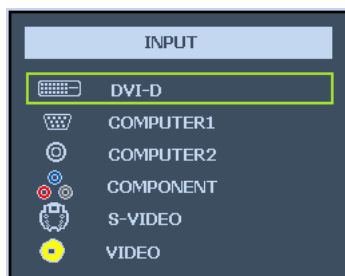 INPUT
DVI-D
COMPUTER1
COMPUTER2
COMPONENT
S-VIDEO
VIDEO